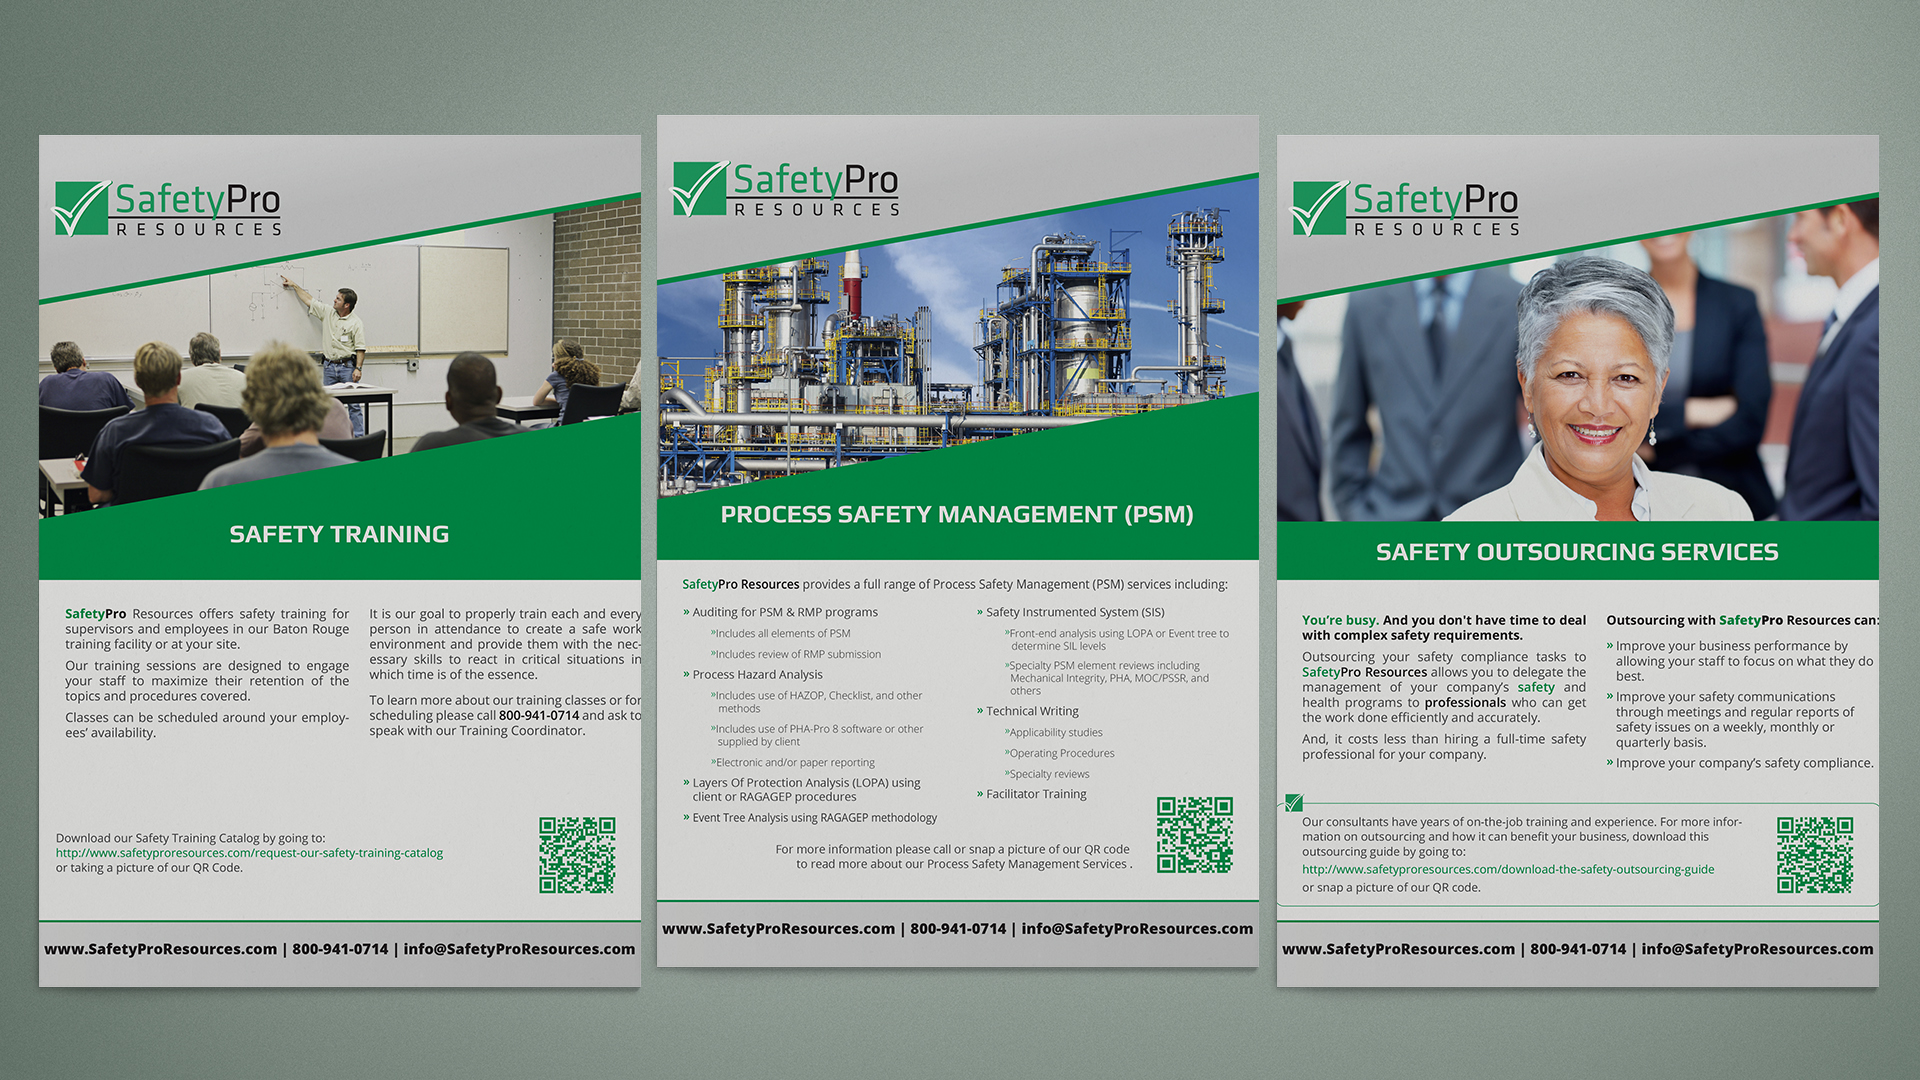 SafetyPro
RESOURCES
SAFETY TRAINING
SafetyPro Resources offers safety training for
supervisors and employees in our Baton Rouge
training facility or at your site.
Our training sessions are designed to engage
your staff to maximize their retention of the
topics and procedures covered.
Classes can be scheduled around your employ-
ees’ availability.
It is our goal to properly train each and every
person in attendance to create a safe work
environment and provide them with the nec-
essary skills to react in critical situations in
which time is of the essence.
To learn more about our training classes or for
scheduling please call 800-941-0714 and ask to
speak with our Training Coordinator.
Download our Safety Training Catalog by going to:
http://www.safetyproresources.com/request-our-safety-training-catalog
or taking a picture of our QR Code.
www.SafetyProResources.com | 800-941-0714 | info@SafetyProResources.com
SafetyPro
RESOURCES
PROCESS SAFETY MANAGEMENT (PSM)
SafetyPro Resources provides a full range of Process Safety Management (PSM) services including:
» Auditing for PSM & RMP programs
»Includes all elements of PSM
»Includes review of RMP submission
» Process Hazard Analysis
»Includes use of HAZOP, Checklist, and other
methods
»Includes use of PHA-Pro 8 software or other
supplied by client
»Electronic and/or paper reporting
» Layers Of Protection Analysis (LOPA) using
client or RAGAGEP procedures
» Event Tree Analysis using RAGAGEP methodology
» Safety Instrumented System (SIS)
»Front-end analysis using LOPA or Event tree to
determine SIL levels
»Specialty PSM element reviews including
Mechanical Integrity, PHA, MOC/PSSR, and
others
» Technical Writing
»Applicability studies
»Operating Procedures
»Specialty reviews
» Facilitator Training
For more information please call or snap a picture of our QR code
to read more about our Process Safety Management Services .
www.SafetyProResources.com | 800-941-0714 | info@SafetyProResources.com
SafetyPro
RESOURCES
SAFETY OUTSOURCING SERVICES
You’re busy. And you don't have time to deal
with complex safety requirements.
Outsourcing your safety compliance tasks to
SafetyPro Resources allows you to delegate the
management of your company’s safety and
health programs to professionals who can get
the work done efficiently and accurately.
And, it costs less than hiring a full-time safety
professional for your company.
Outsourcing with SafetyPro Resources can:
» Improve your business performance by
allowing your staff to focus on what they do
best.
» Improve your safety communications
through meetings and regular reports of
safety issues on a weekly, monthly or
quarterly basis.
» Improve your company’s safety compliance.
Our consultants have years of on-the-job training and experience. For more infor-
mation on outsourcing and how it can benefit your business, download this
outsourcing guide by going to:
http://www.safetyproresources.com/download-the-safety-outsourcing-guide
or snap a picture of our QR code.
www.SafetyProResources.com | 800-941-0714 | info@SafetyProResources.com